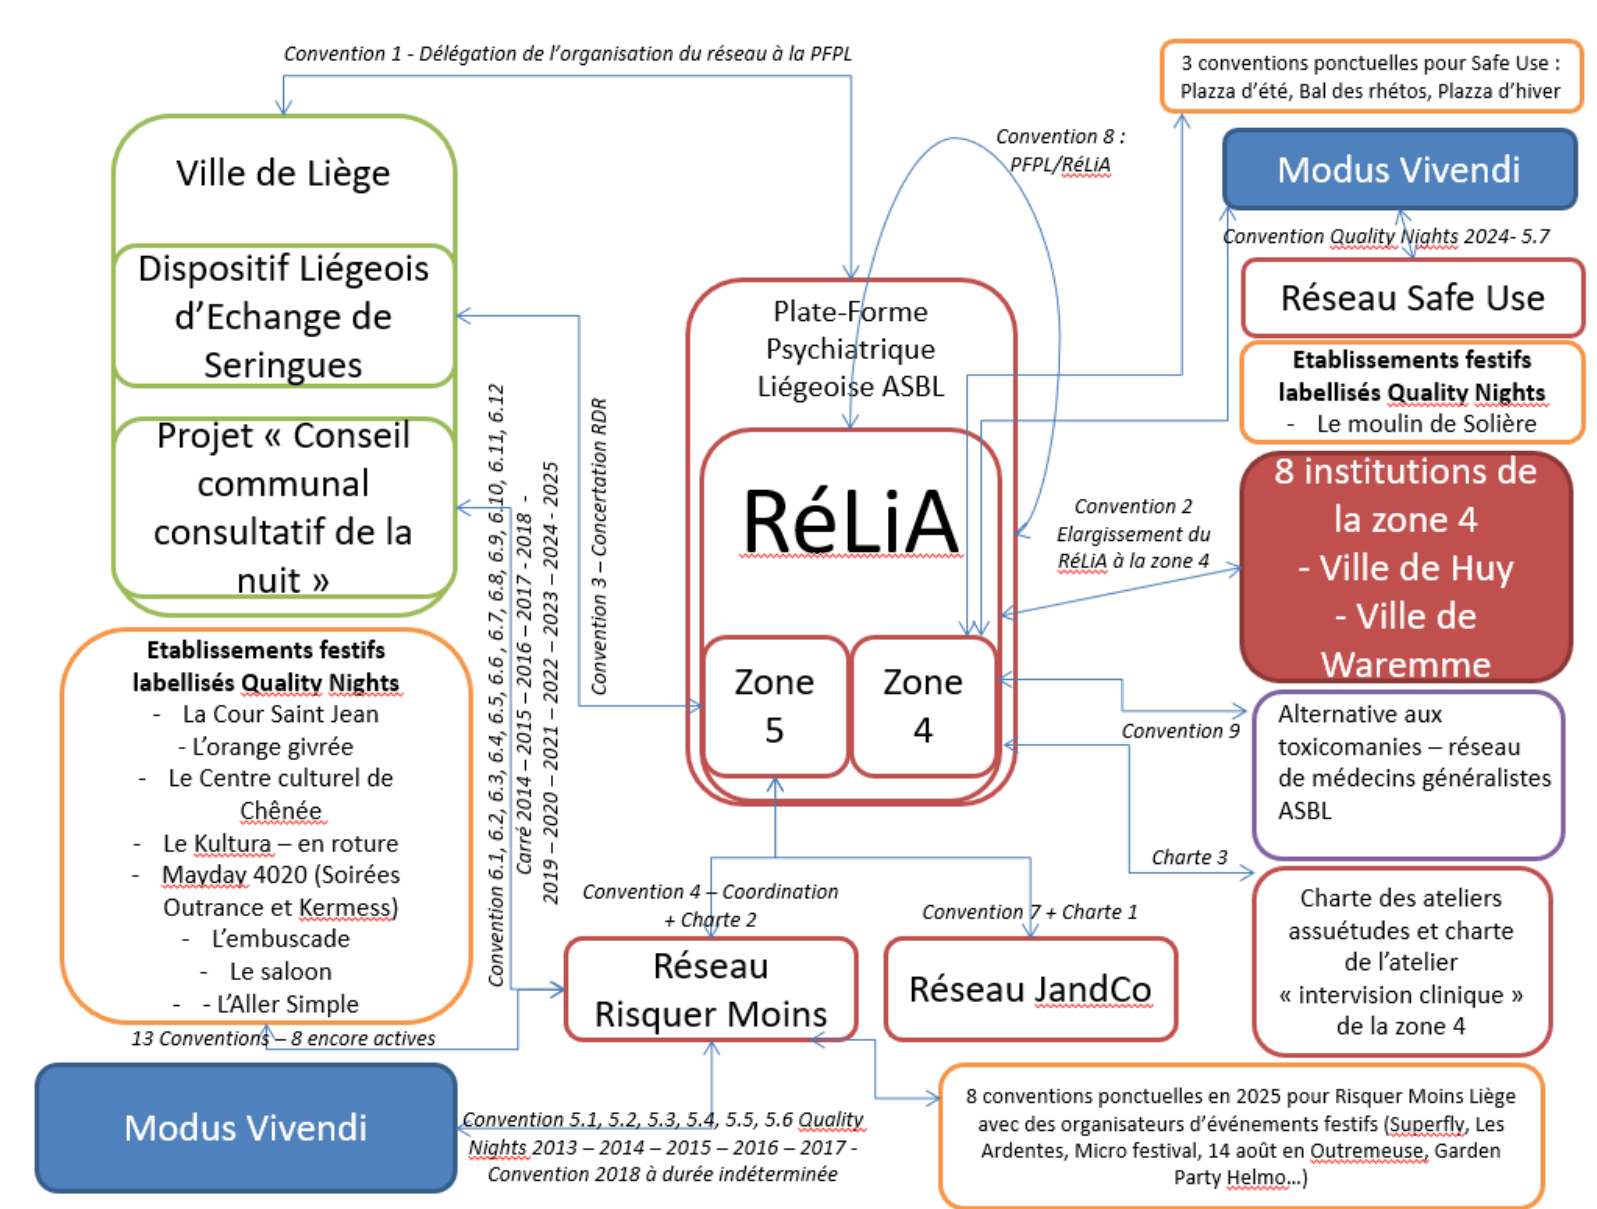 Convention 1 - Délégation de l’organisation du réseau à la PFPL
3 conventions ponctuelles pour Safe Use :
Plazza d’été, Bal des rhétos, Plazza d’hiver
Convention 8 :
PFPL/RéLiA
Modus Vivendi
Convention Quality Nights 2024- 5.7
Réseau Safe Use
Etablissements festifs
labellisés Quality Nights
- Le moulin de Solière
Ville de Liège
Dispositif Liégeois
d’Echange de
Seringues
Projet « Conseil
communal
consultatif de la
nuit »
Plate-Forme
Psychiatrique
Liégeoise ASBL
RéLiA
Zone
5
Zone
4
Convention 2
Elargissement du
RéLiA à la zone 4
8 institutions de
la zone 4
- Ville de Huy
- Ville de
Waremme
Convention 6.1, 6.2, 6.3, 6.4, 6.5, 6.6 , 6.7, 6.8, 6.9, 6.10, 6.11, 6.12
Carré 2014 – 2015 – 2016 – 2017 - 2018 -
2019 – 2020 – 2021 – 2022 – 2023 – 2024 - 2025
Convention 3 – Concertation RDR
Etablissements festifs
labellisés Quality Nights
- La Cour Saint Jean
- L’orange givrée
- Le Centre culturel de
Chênée
- Le Kultura – en roture
- Mayday 4020 (Soirées
Outrance et Kermess)
- L’embuscade
- Le saloon
- - L’Aller Simple
13 Conventions – 8 encore actives
Convention 9
Alternative aux
toxicomanies – réseau
de médecins généralistes
ASBL
Charte 3
Charte des ateliers
assuétudes et charte
de l’atelier
« intervision clinique »
de la zone 4
Convention 4 – Coordination
+ Charte 2
Convention 7 + Charte 1
Réseau
Risquer Moins
Réseau JandCo
Modus Vivendi
Convention 5.1, 5.2, 5.3, 5.4, 5.5, 5.6 Quality
Nights 2013 – 2014 – 2015 – 2016 – 2017 -
Convention 2018 à durée indéterminée
8 conventions ponctuelles en 2025 pour Risquer Moins Liège
avec des organisateurs d’événements festifs (Superfly, Les
Ardentes, Micro festival, 14 août en Outremeuse, Garden
Party Helmo…)